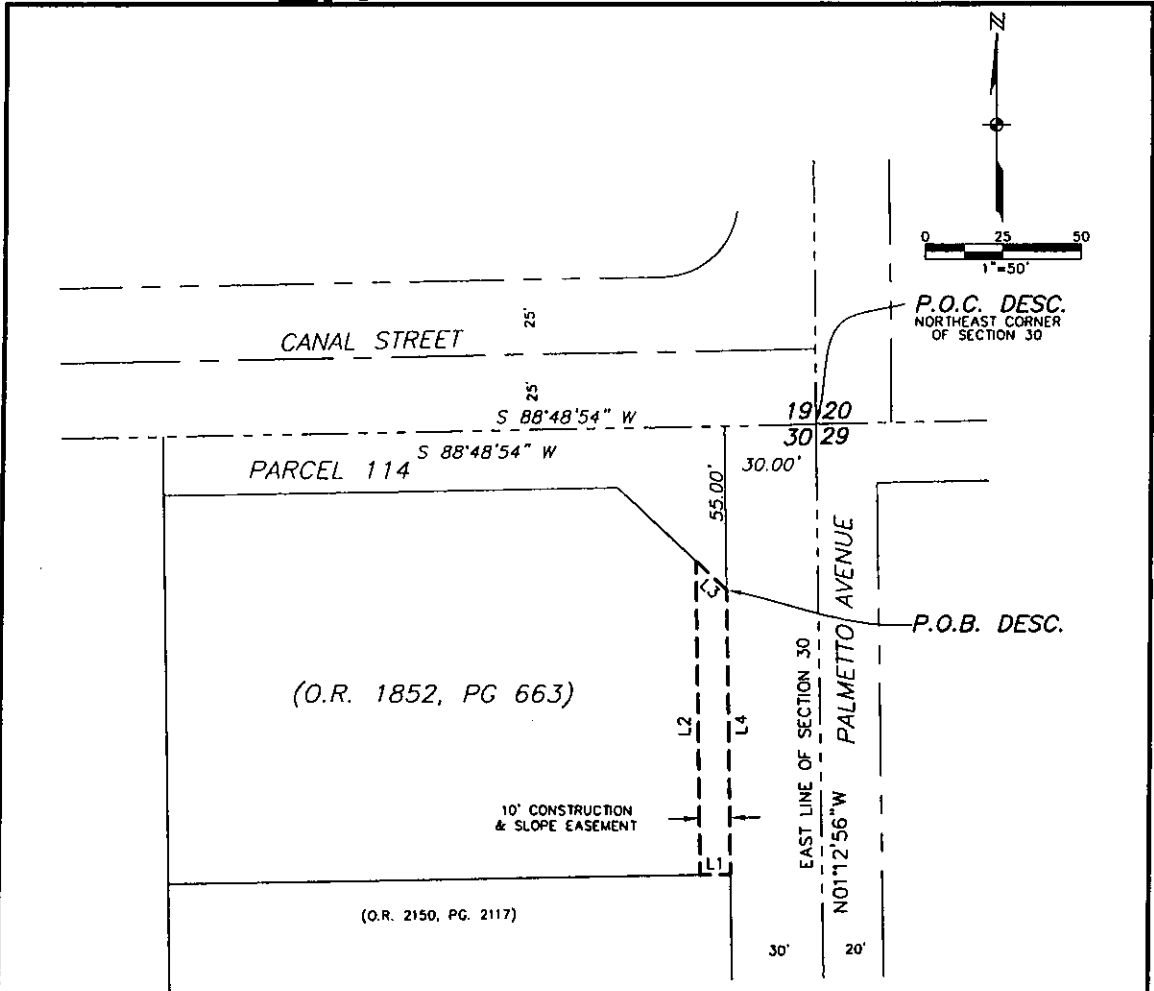 N
0 25 50
1"=50'
P.O.C. DESC.
NORTHEAST CORNER
OF SECTION 30
CANAL STREET
25'
25'
S 88°48'54" W
19 20
30 29
S 88°48'54" W
PARCEL 114
30.00'
55.00'
L3
PALMETTO AVENUE
P.O.B. DESC.
(O.R. 1852, PG 663)
L2
L4
EAST LINE OF SECTION 30
N01°12'56"W
10' CONSTRUCTION
& SLOPE EASEMENT
L1
(O.R. 2150, PG. 2117)
30'
20'